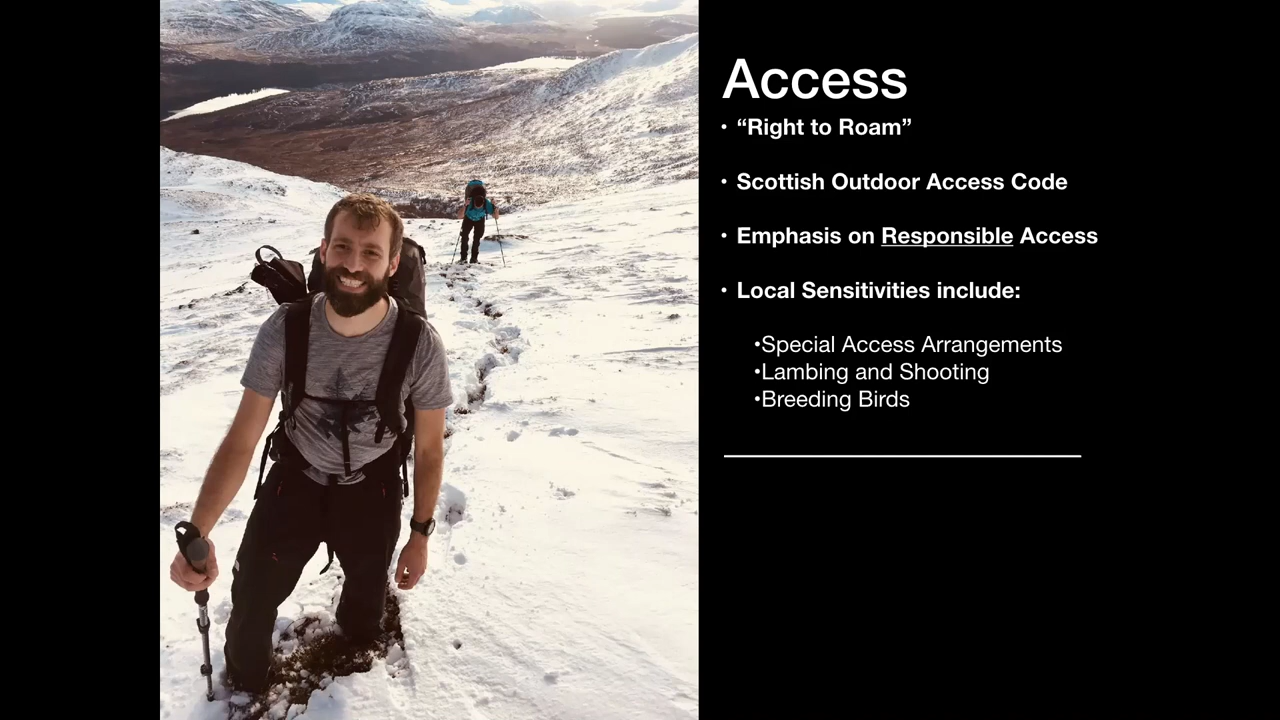 Access
• “Right to Roam”
• Scottish Outdoor Access Code
• Emphasis on Responsible Access
• Local Sensitivities include:
•Special Access Arrangements
•Lambing and Shooting
•Breeding Birds